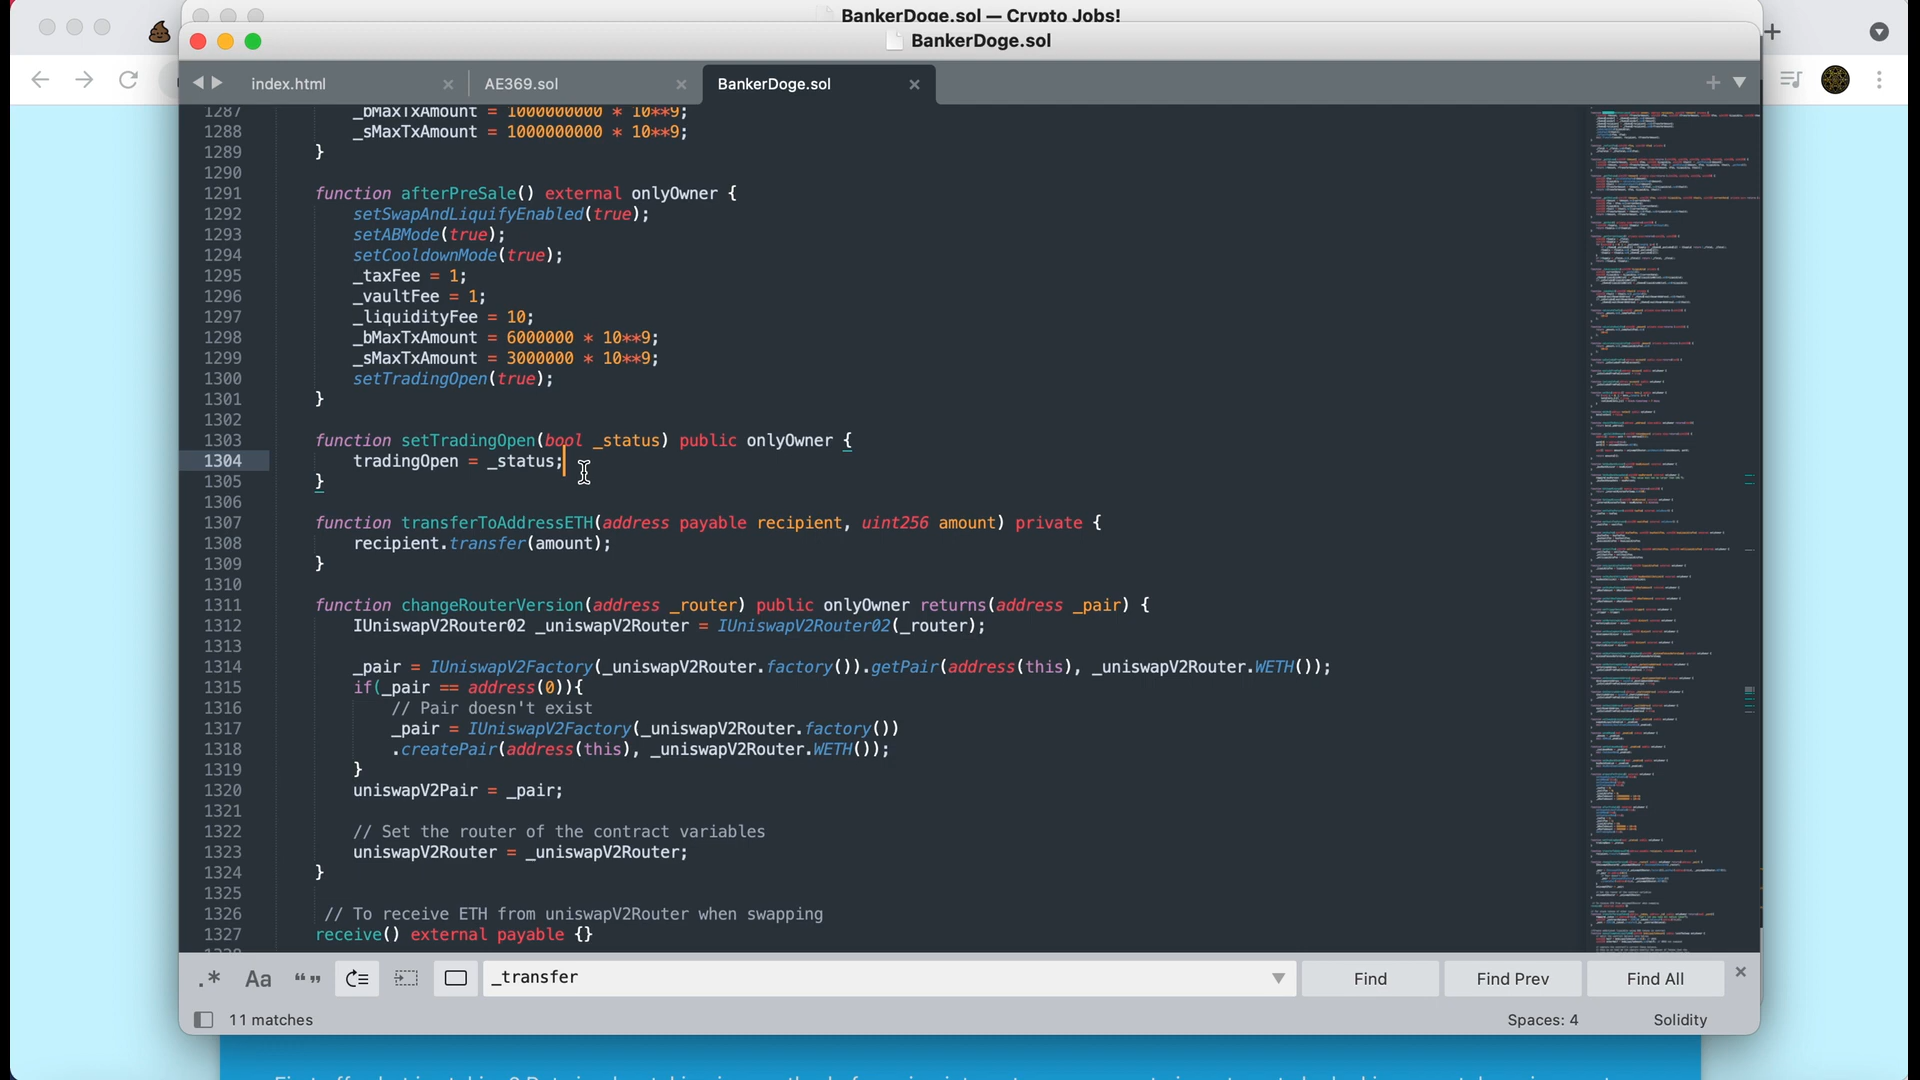 BankerDoge.sol — Crypto Jobs!
BankerDoge.sol
index.html
AE369.sol
BankerDoge.sol
1287 _bMaxTxAmount = 1000000000 * 10**9;
1288 _sMaxTxAmount = 1000000000 * 10**9;
1289 }
1290
1291 function afterPreSale() external onlyOwner {
1292 setSwapAndLiquifyEnabled(true);
1293 setABMode(true);
1294 setCooldownMode(true);
1295 _taxFee = 1;
1296 _vaultFee = 1;
1297 _liquidityFee = 10;
1298 _bMaxTxAmount = 6000000 * 10**9;
1299 _sMaxTxAmount = 3000000 * 10**9;
1300 setTradingOpen(true);
1301 }
1302
1303 function setTradingOpen(bool _status) public onlyOwner {
1304 tradingOpen = _status;
1305 }
1306
1307 function transferToAddressETH(address payable recipient, uint256 amount) private {
1308 recipient.transfer(amount);
1309 }
1310
1311 function changeRouterVersion(address _router) public onlyOwner returns(address _pair) {
1312 IUniswapV2Router02 _uniswapV2Router = IUniswapV2Router02(_router);
1313
1314 _pair = IUniswapV2Factory(_uniswapV2Router.factory()).getPair(address(this), _uniswapV2Router.WETH());
1315 if(_pair == address(0)){
1316 // Pair doesn't exist
1317 _pair = IUniswapV2Factory(_uniswapV2Router.factory())
1318 .createPair(address(this), _uniswapV2Router.WETH());
1319 }
1320 uniswapV2Pair = _pair;
1321
1322 // Set the router of the contract variables
1323 uniswapV2Router = _uniswapV2Router;
1324 }
1325
1326 // To receive ETH from uniswapV2Router when swapping
1327 receive() external payable {}
.* Aa “ ” _transfer Find Find Prev Find All
11 matches Spaces: 4 Solidity